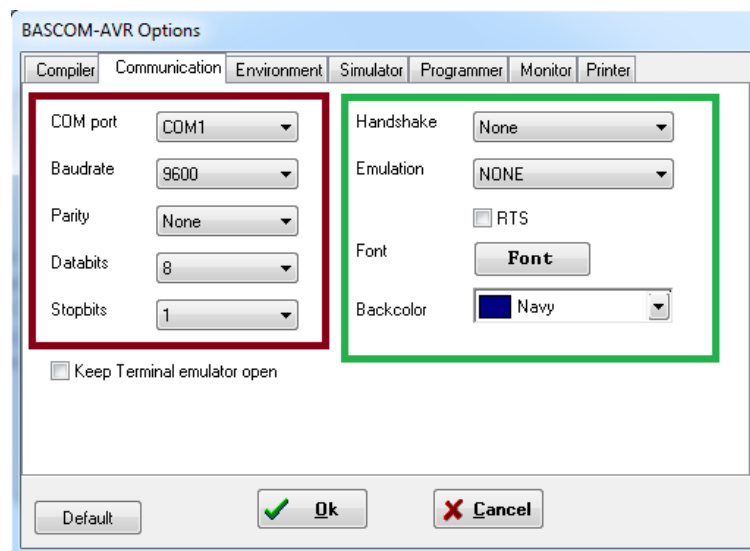 BASCOM-AVR Options
Compiler Communication Environment Simulator Programmer Monitor Printer
COM port COM1
Baudrate 9600
Parity None
Databits 8
Stopbits 1
Handshake None
Emulation NONE
RTS
Font Font
Backcolor Navy
Keep Terminal emulator open
Default Ok Cancel